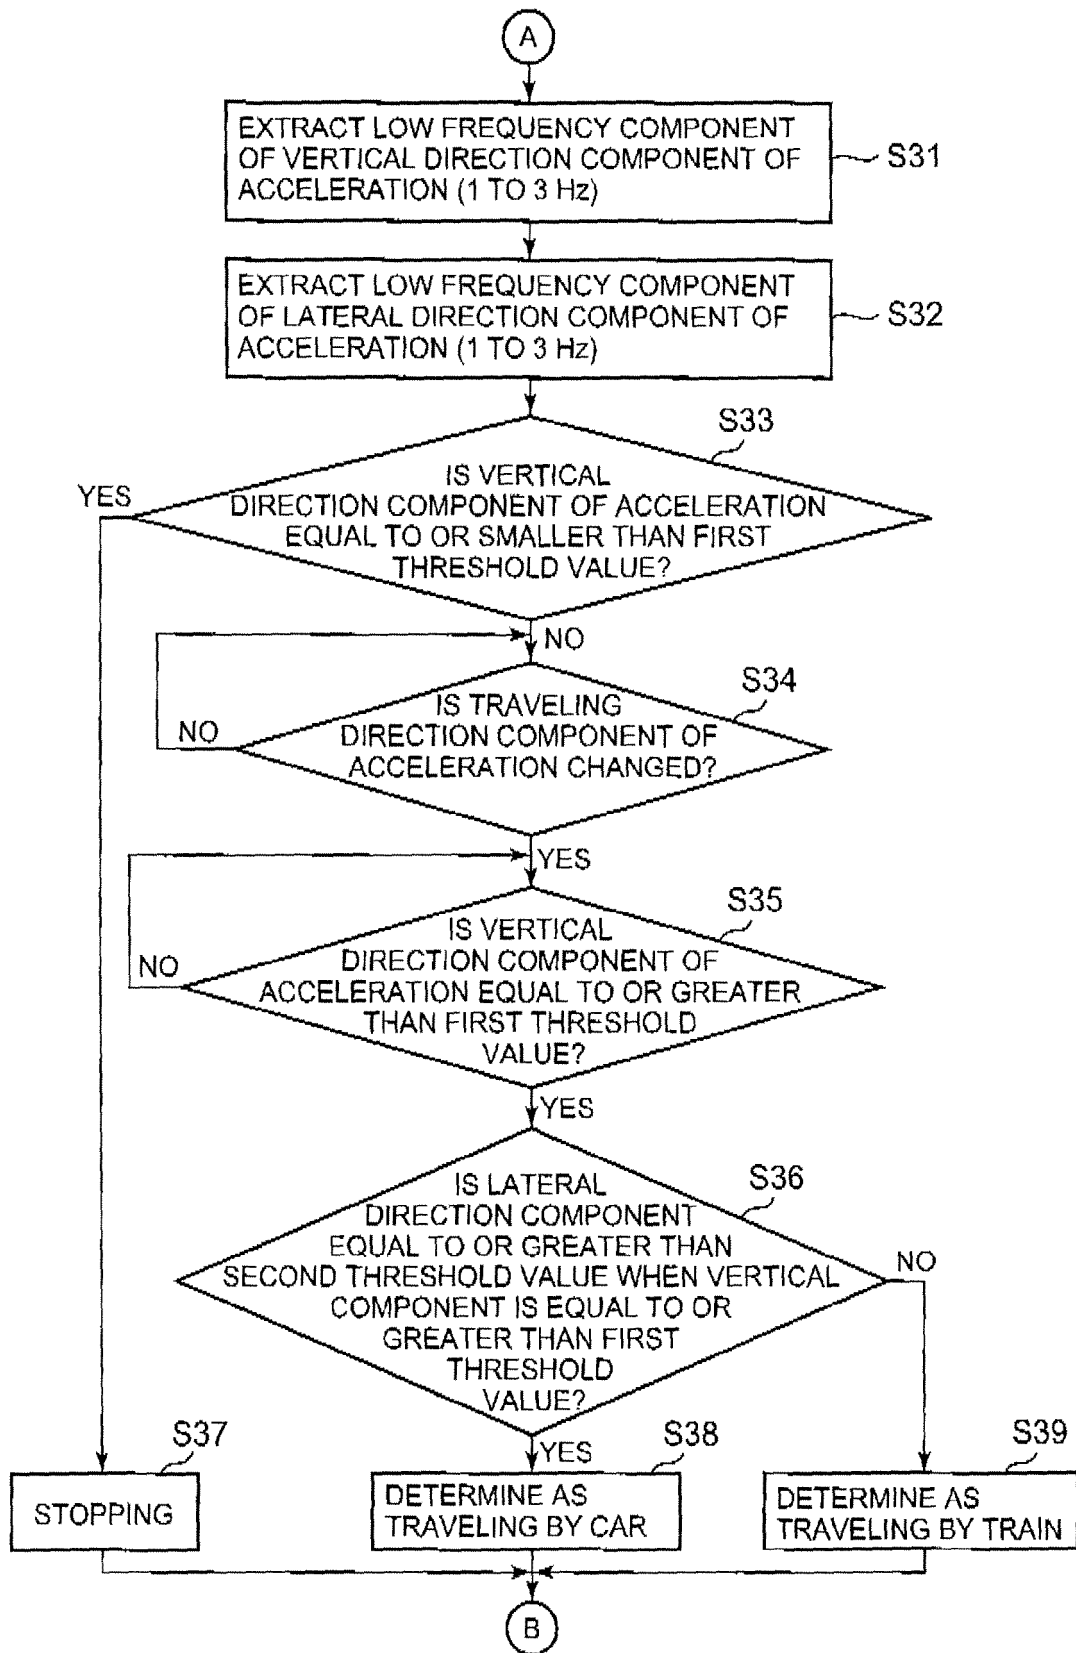 A
EXTRACT LOW FREQUENCY COMPONENT
OF VERTICAL DIRECTION COMPONENT OF
ACCELERATION (1 TO 3 Hz)
S31
EXTRACT LOW FREQUENCY COMPONENT
OF LATERAL DIRECTION COMPONENT OF
ACCELERATION (1 TO 3 Hz)
S32
S33
IS VERTICAL
DIRECTION COMPONENT OF ACCELERATION
EQUAL TO OR SMALLER THAN FIRST
THRESHOLD VALUE?
YES
NO
S34
IS TRAVELING
DIRECTION COMPONENT OF
ACCELERATION CHANGED?
NO
YES
S35
IS VERTICAL
DIRECTION COMPONENT OF
ACCELERATION EQUAL TO OR GREATER
THAN FIRST THRESHOLD
VALUE?
NO
YES
S36
IS LATERAL
DIRECTION COMPONENT
EQUAL TO OR GREATER THAN
SECOND THRESHOLD VALUE WHEN VERTICAL
COMPONENT IS EQUAL TO OR
GREATER THAN FIRST
THRESHOLD
VALUE?
NO
YES
S37
STOPPING
S38
DETERMINE AS
TRAVELING BY CAR
S39
DETERMINE AS
TRAVELING BY TRAIN
B